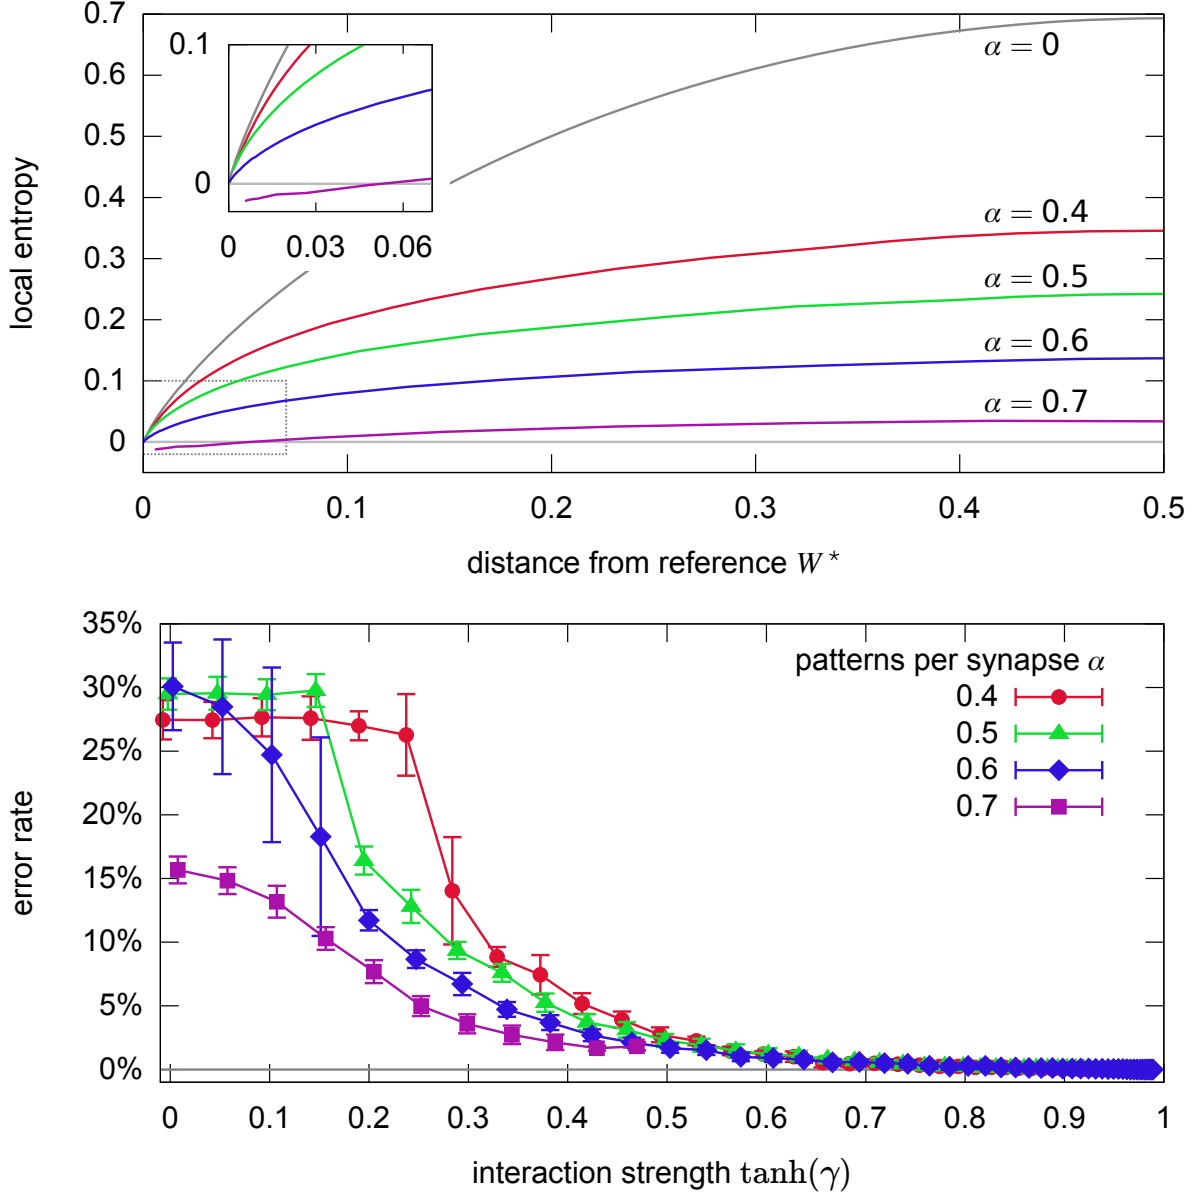 0.7
0.6
0.5
0.4
0.3
0.2
0.1
0
local entropy
0.1
0
0 0.03 0.06
α = 0
α = 0.4
α = 0.5
α = 0.6
α = 0.7
0 0.1 0.2 0.3 0.4 0.5
distance from reference W*
35%
30%
25%
20%
15%
10%
5%
0%
error rate
patterns per synapse α
0.4
0.5
0.6
0.7
0 0.1 0.2 0.3 0.4 0.5 0.6 0.7 0.8 0.9 1
interaction strength tanh(γ)